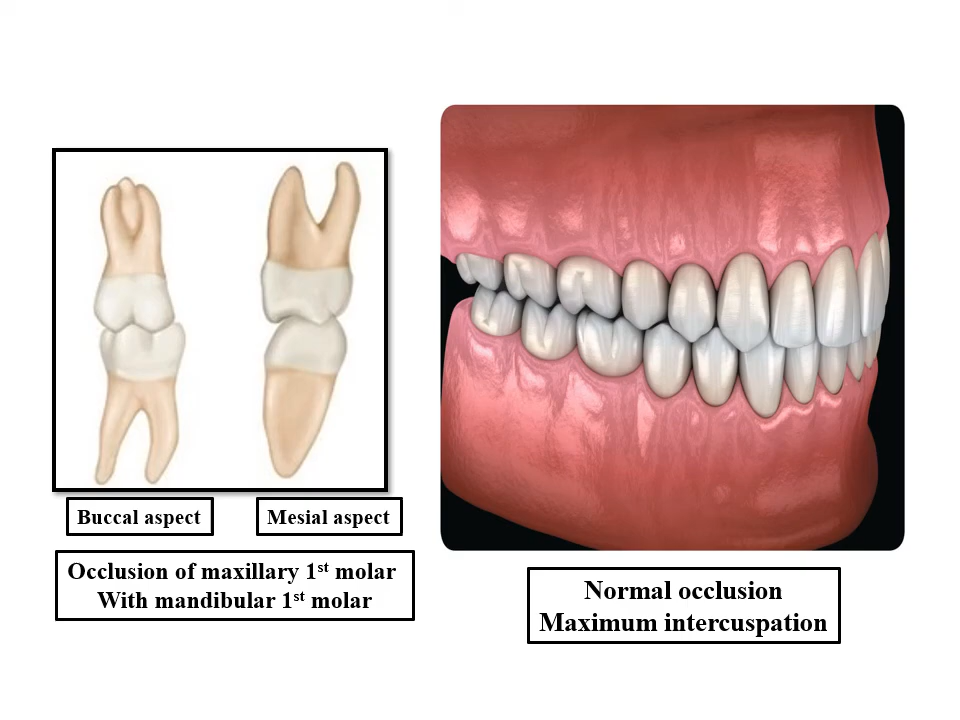 Buccal aspect
Mesial aspect
Occlusion of maxillary 1st molar
With mandibular 1st molar
Normal occlusion
Maximum intercuspation